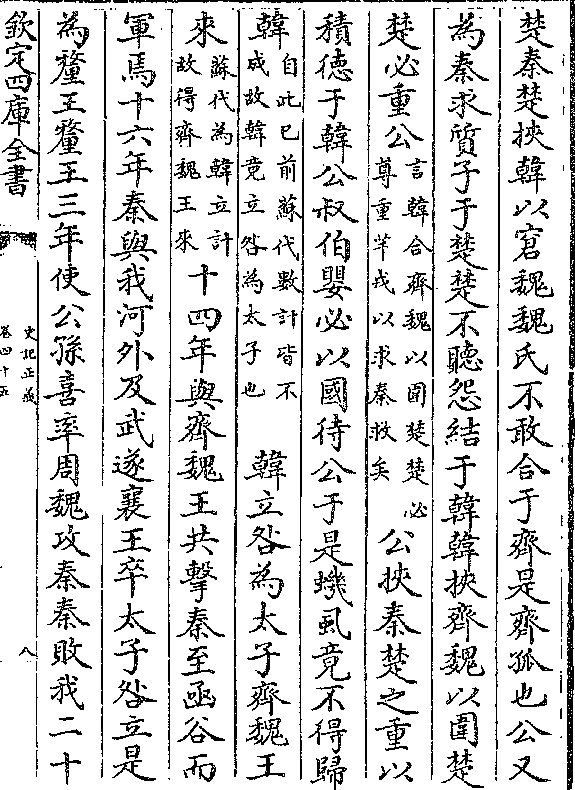 楚秦楚挾韓以窘魏魏氏不敢合于齊是齊孤也公又
為秦求質子于楚楚不聽怨結于韓韓挾齊魏以圍楚
楚必重公言韓合齊魏以圍楚楚必尊重芈戎以求秦救矣公挾秦楚之重以
積徳于韓公叔伯嬰必以國待公于是蟣虱竟不得歸
韓自此已前蘇代數計皆不成故韓竟立咎為太子也韓立咎為太子齊魏王
來蘇代為韓立計故得齊魏王來十四年與齊魏王共擊秦至函谷而
軍馬十六年秦與我河外及武遂襄王卒太子咎立是
為釐王釐王三年使公孫喜率周魏攻秦秦敗我二十
欽定四庫全書
史記正義
卷四十五
八